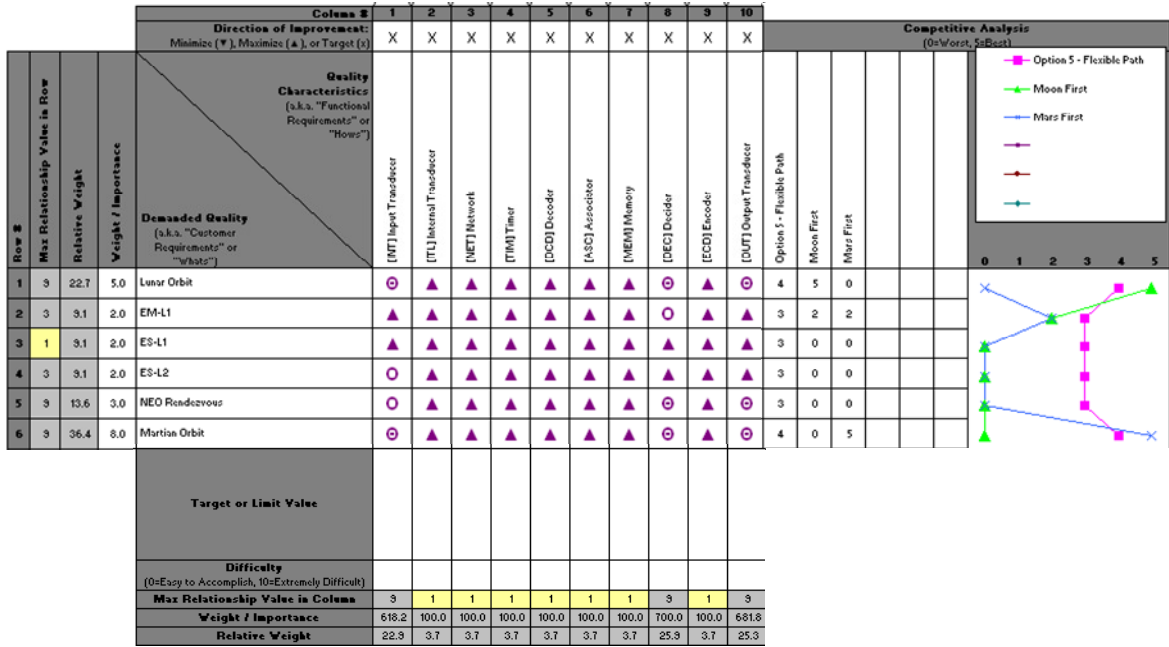 Column # 1 2 3 4 5 6 7 8 9 10
Direction of Improvement:
Minimize (▼), Maximize (▲), or Target (x) X X X X X X X X X X
Competitive Analysis
(0=Worst, 5=Best)
Row #
Max Relationship Value in Row
Relative Weight
Weight / Importance
Quality
Characteristics
(a.k.a. "Functional
Requirements" or
"Hows")
Demanded Quality
(a.k.a. "Customer
Requirements" or
"Whats")
[INT] Input Transducer
[ITL] Internal Transducer
[NET] Network
[TIM] Timer
[DCD] Decoder
[ASC] Associator
[MEM] Memory
[DEC] Decider
[ECD] Encoder
[OUT] Output Transducer
Option 5 - Flexible Path
Moon First
Mars First
Option 5 - Flexible Path
Moon First
Mars First
0 1 2 3 4 5
1 9 22.7 5.0 Lunar Orbit Θ ▲ ▲ ▲ ▲ ▲ ▲ Θ ▲ Θ 4 5 0
2 3 9.1 2.0 EM-L1 ▲ ▲ ▲ ▲ ▲ ▲ ▲ Ο ▲ ▲ 3 2 2
3 1 9.1 2.0 ES-L1 ▲ ▲ ▲ ▲ ▲ ▲ ▲ ▲ ▲ ▲ 3 0 0
4 3 9.1 2.0 ES-L2 Ο ▲ ▲ ▲ ▲ ▲ ▲ ▲ ▲ ▲ 3 0 0
5 9 13.6 3.0 NEO Rendezvous Ο ▲ ▲ ▲ ▲ ▲ ▲ Θ ▲ Θ 3 0 0
6 9 36.4 8.0 Martian Orbit Θ ▲ ▲ ▲ ▲ ▲ ▲ Θ ▲ Θ 4 0 5
Target or Limit Value
Difficulty
(0=Easy to Accomplish, 10=Extremely Difficult)
Max Relationship Value in Column 9 1 1 1 1 1 1 9 1 9
Weight / Importance 618.2 100.0 100.0 100.0 100.0 100.0 100.0 700.0 100.0 681.8
Relative Weight 22.9 3.7 3.7 3.7 3.7 3.7 3.7 25.9 3.7 25.3